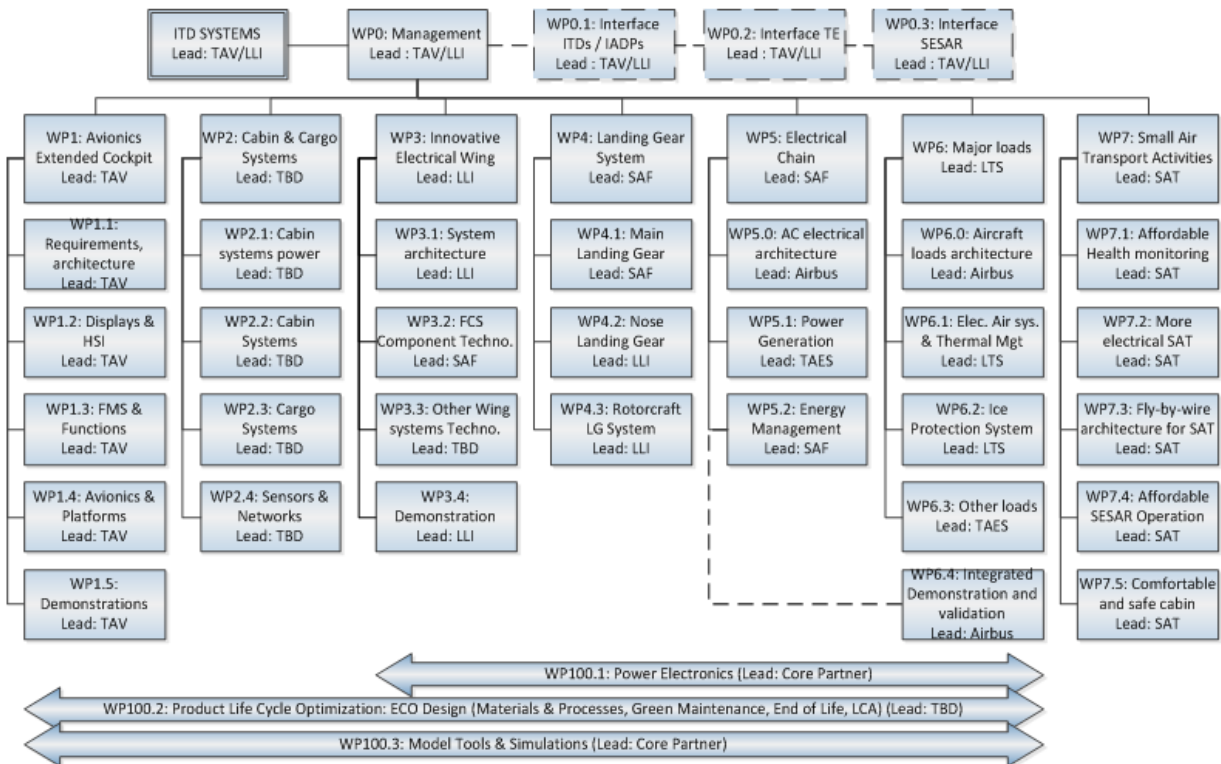 ITD SYSTEMS
Lead: TAV/LLI
WP0: Management
Lead : TAV/LLI
WP0.1: Interface
ITDs / IADPs
Lead : TAV/LLI
WP0.2: Interface TE
Lead : TAV/LLI
WP0.3: Interface
SESAR
Lead : TAV/LLI
WP1: Avionics
Extended Cockpit
Lead: TAV
WP2: Cabin & Cargo
Systems
Lead: TBD
WP3: Innovative
Electrical Wing
Lead: LLI
WP4: Landing Gear
System
Lead: SAF
WP5: Electrical
Chain
Lead: SAF
WP6: Major loads
Lead: LTS
WP7: Small Air
Transport Activities
Lead: SAT
WP1.1:
Requirements,
architecture
Lead: TAV
WP2.1: Cabin
systems power
Lead: TBD
WP3.1: System
architecture
Lead: LLI
WP4.1: Main
Landing Gear
Lead: SAF
WP5.0: AC electrical
architecture
Lead: Airbus
WP6.0: Aircraft
loads architecture
Lead: Airbus
WP7.1: Affordable
Health monitoring
Lead: SAT
WP1.2: Displays &
HSI
Lead: TAV
WP2.2: Cabin
Systems
Lead: TBD
WP3.2: FCS
Component Techno.
Lead: SAF
WP4.2: Nose
Landing Gear
Lead: LLI
WP5.1: Power
Generation
Lead: TAES
WP6.1: Elec. Air sys.
& Thermal Mgt
Lead: LTS
WP7.2: More
electrical SAT
Lead: SAT
WP1.3: FMS &
Functions
Lead: TAV
WP2.3: Cargo
Systems
Lead: TBD
WP3.3: Other Wing
systems Techno.
Lead: TBD
WP4.3: Rotorcraft
LG System
Lead: LLI
WP5.2: Energy
Management
Lead: SAF
WP6.2: Ice
Protection System
Lead: LTS
WP7.3: Fly-by-wire
architecture for SAT
Lead: SAT
WP1.4: Avionics &
Platforms
Lead: TAV
WP2.4: Sensors &
Networks
Lead: TBD
WP3.4:
Demonstration
Lead: LLI
WP6.3: Other loads
Lead: TAES
WP7.4: Affordable
SESAR Operation
Lead: SAT
WP1.5:
Demonstrations
Lead: TAV
WP6.4: Integrated
Demonstration and
validation
Lead: Airbus
WP7.5: Comfortable
and safe cabin
Lead: SAT
WP100.1: Power Electronics (Lead: Core Partner)
WP100.2: Product Life Cycle Optimization: ECO Design (Materials & Processes, Green Maintenance, End of Life, LCA) (Lead: TBD)
WP100.3: Model Tools & Simulations (Lead: Core Partner)